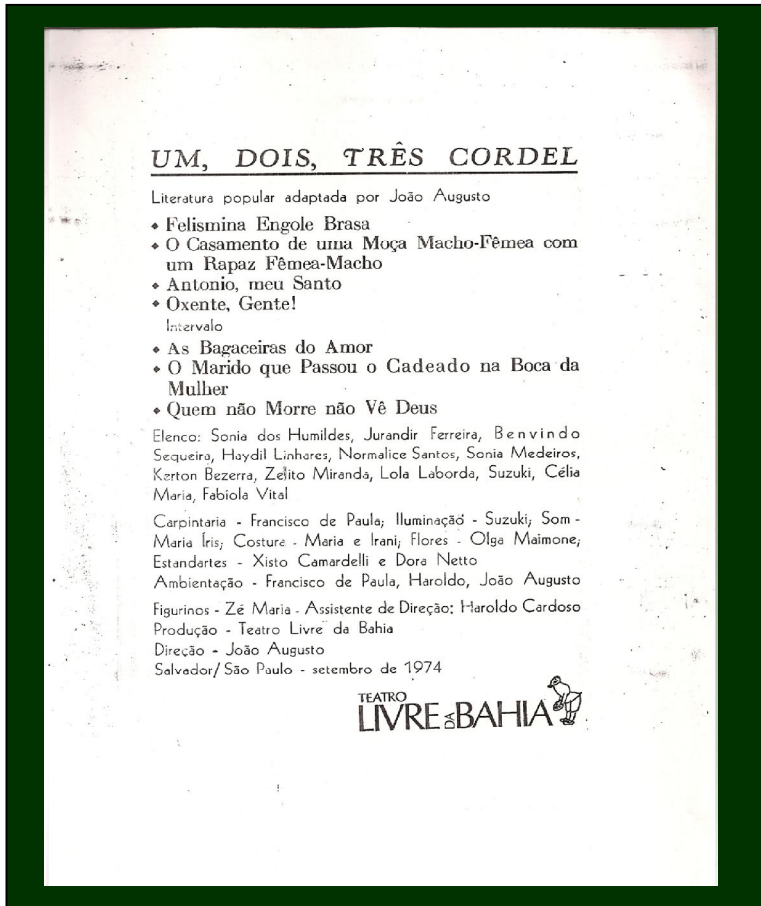 UM, DOIS, TRÊS CORDEL
Literatura popular adaptada por João Augusto
◆ Felismina Engole Brasa
◆ O Casamento de uma Moça Macho-Fêmea com
um Rapaz Fêmea-Macho
◆ Antonio, meu Santo
◆ Oxente, Gente!
Intervalo
◆ As Bagaceiras do Amor
◆ O Marido que Passou o Cadeado na Boca da
Mulher
◆ Quem não Morre não Vê Deus
Elenco: Sonia dos Humildes, Jurandir Ferreira, Benvindo
Sequeira, Haydil Linhares, Normalice Santos, Sonia Medeiros,
Kerton Bezerra, Zelito Miranda, Lola Laborda, Suzuki, Célia
Maria, Fabiola Vital
Carpintaria - Francisco de Paula; Iluminação - Suzuki; Som -
Maria Íris; Costura - Maria e Irani; Flores - Olga Maimone;
Estandartes - Xisto Camardelli e Dora Netto
Ambientação - Francisco de Paula, Haroldo, João Augusto
Figurinos - Zé Maria - Assistente de Direção: Haroldo Cardoso
Produção - Teatro Livre da Bahia
Direção - João Augusto
Salvador/São Paulo - setembro de 1974
TEATRO
LIVRE DA BAHIA